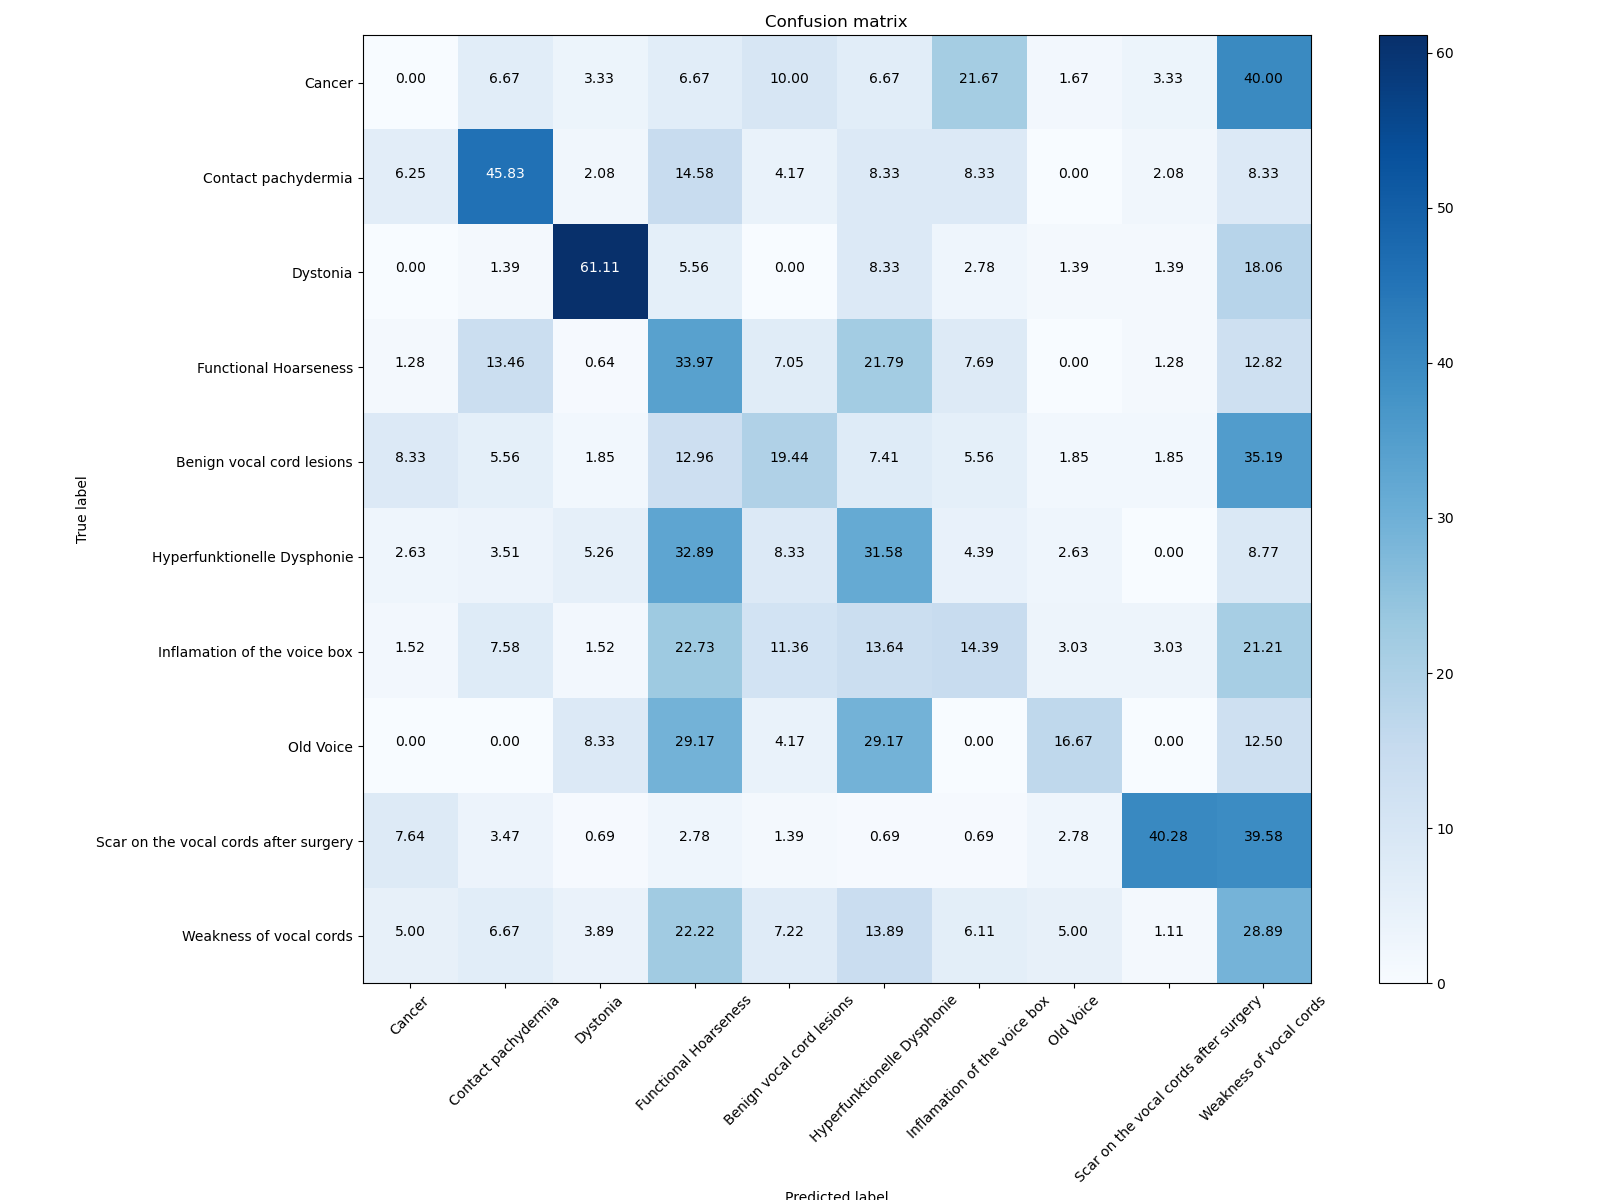 Confusion matrix
Cancer 0.00 6.67 3.33 6.67 10.00 6.67 21.67 1.67 3.33 40.00
Contact pachydermia 6.25 45.83 2.08 14.58 4.17 8.33 8.33 0.00 2.08 8.33
Dystonia 0.00 1.39 61.11 5.56 0.00 8.33 2.78 1.39 1.39 18.06
Functional Hoarseness 1.28 13.46 0.64 33.97 7.05 21.79 7.69 0.00 1.28 12.82
Benign vocal cord lesions 8.33 5.56 1.85 12.96 19.44 7.41 5.56 1.85 1.85 35.19
Hyperfunktionelle Dysphonie 2.63 3.51 5.26 32.89 8.33 31.58 4.39 2.63 0.00 8.77
Inflamation of the voice box 1.52 7.58 1.52 22.73 11.36 13.64 14.39 3.03 3.03 21.21
Old Voice 0.00 0.00 8.33 29.17 4.17 29.17 0.00 16.67 0.00 12.50
Scar on the vocal cords after surgery 7.64 3.47 0.69 2.78 1.39 0.69 0.69 2.78 40.28 39.58
Weakness of vocal cords 5.00 6.67 3.89 22.22 7.22 13.89 6.11 5.00 1.11 28.89
True label
Cancer
Contact pachydermia
Dystonia
Functional Hoarseness
Benign vocal cord lesions
Hyperfunktionelle Dysphonie
Inflamation of the voice box
Old Voice
Scar on the vocal cords after surgery
Weakness of vocal cords
Predicted label
60
50
40
30
20
10
0